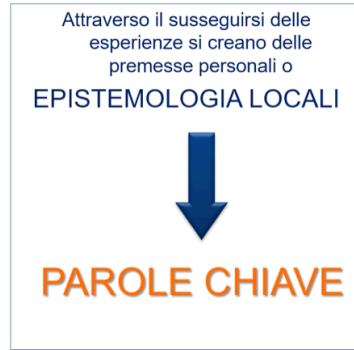 Attraverso il susseguirsi delle
esperienze si creano delle
premesse personali o
EPISTEMOLOGIA LOCALI
PAROLE CHIAVE